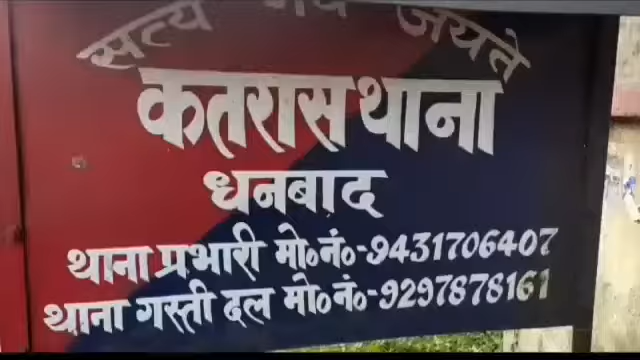 सत्य मेव जयते
कतरास थाना
धनबाद
थाना प्रभारी मो०नं०-9431706407
थाना गस्ती दल मो०नं०-9297878161